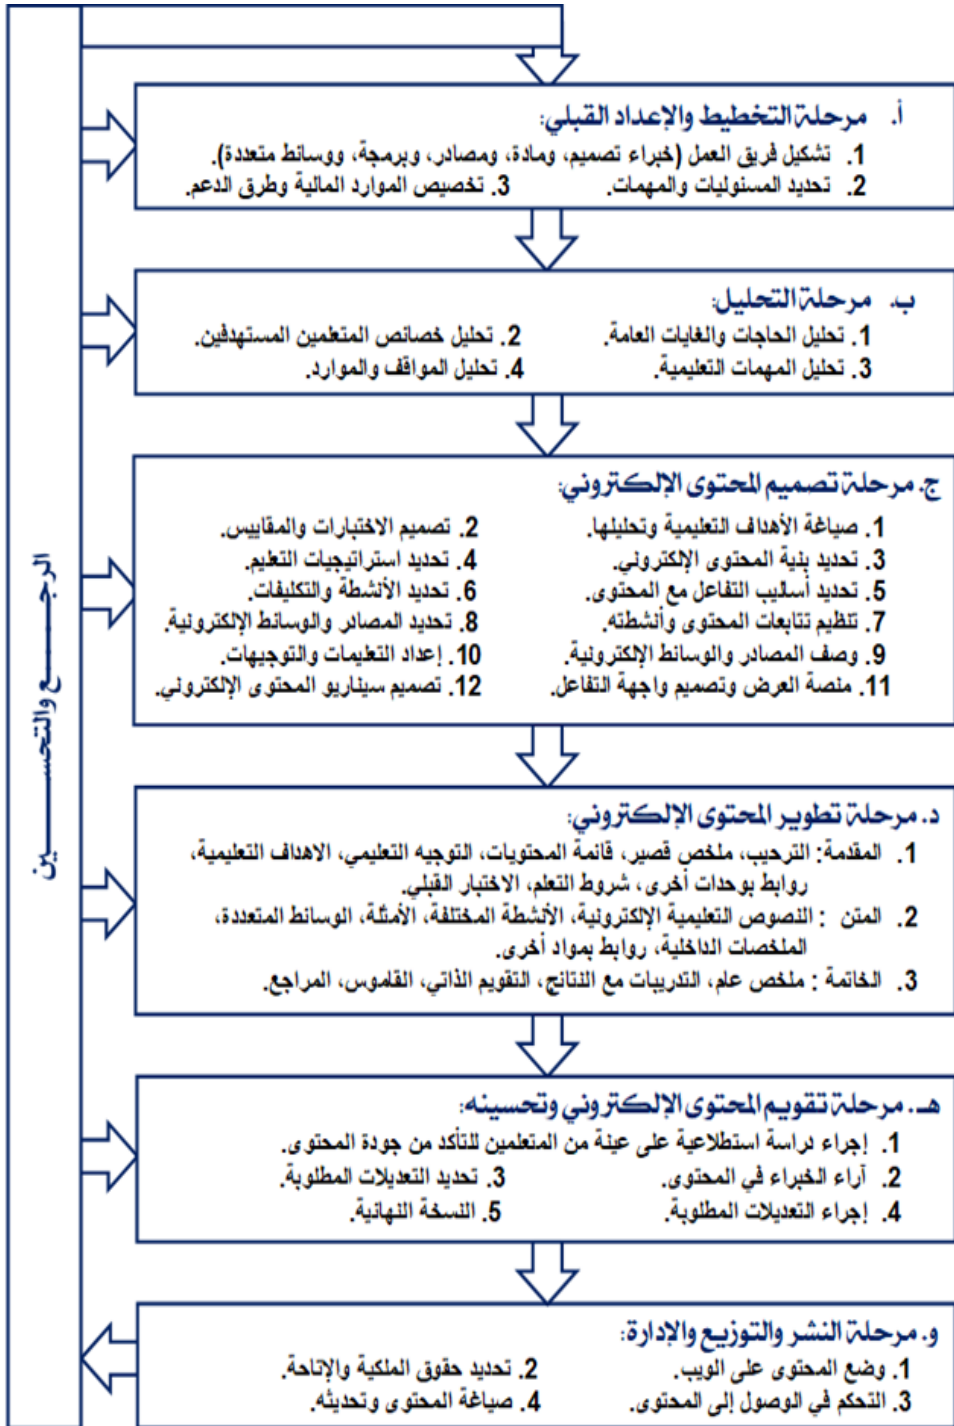 أ. مرحلة التخطيط والإعداد القبلي:
1. تشكيل فريق العمل (خبراء تصميم، ومادة، ومصادر، وبرمجة، ووسائط متعددة).
2. تحديد المسئوليات والمهمات. 3. تخصيص الموارد المالية وطرق الدعم.
ب. مرحلة التحليل:
1. تحليل الحاجات والغايات العامة. 2. تحليل خصائص المتعلمين المستهدفين.
3. تحليل المهمات التعليمية. 4. تحليل المواقف والموارد.
ج. مرحلة تصميم المحتوى الإلكتروني:
1. صياغة الأهداف التعليمية وتحليلها. 2. تصميم الاختبارات والمقاييس.
3. تحديد بنية المحتوى الإلكتروني. 4. تحديد استراتيجيات التعليم.
5. تحديد أساليب التفاعل مع المحتوى. 6. تحديد الأنشطة والتكليفات.
7. تنظيم تتابعات المحتوى وأنشطته. 8. تحديد المصادر والوسائط الإلكترونية.
9. وصف المصادر والوسائط الإلكترونية. 10. إعداد التعليمات والتوجيهات.
11. منصة العرض وتصميم واجهة التفاعل. 12. تصميم سيناريو المحتوى الإلكتروني.
د. مرحلة تطوير المحتوى الإلكتروني:
1. المقدمة: الترحيب، ملخص قصير، قائمة المحتويات، التوجيه التعليمي، الاهداف التعليمية،
روابط بوحدات أخرى، شروط التعلم، الاختبار القبلي.
2. المتن : النصوص التعليمية الإلكترونية، الأنشطة المختلفة، الأمثلة، الوسائط المتعددة،
الملخصات الداخلية، روابط بمواد أخرى.
3. الخاتمة : ملخص عام، التدريبات مع النتائج، التقويم الذاتي، القاموس، المراجع.
هـ. مرحلة تقويم المحتوى الإلكتروني وتحسينه:
1. إجراء دراسة استطلاعية على عينة من المتعلمين للتأكد من جودة المحتوى.
2. آراء الخبراء في المحتوى. 3. تحديد التعديلات المطلوبة.
4. إجراء التعديلات المطلوبة. 5. النسخة النهائية.
و. مرحلة النشر والتوزيع والإدارة:
1. وضع المحتوى على الويب. 2. تحديد حقوق الملكية والإتاحة.
3. التحكم في الوصول إلى المحتوى. 4. صياغة المحتوى وتحديثه.
الرجـــــع والتحســــين